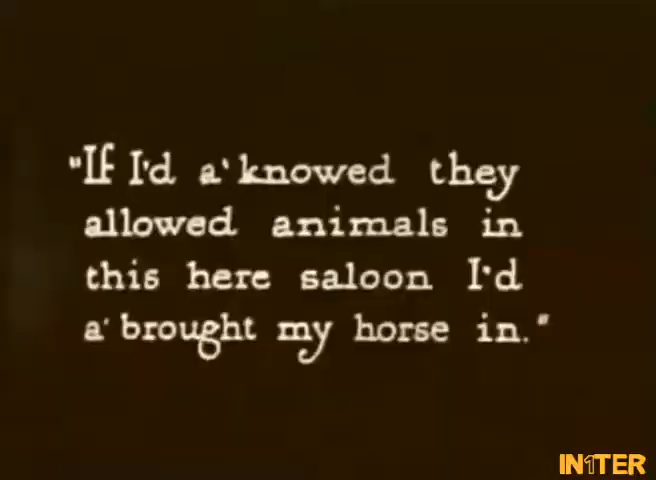 "If I'd a' knowed they
allowed animals in
this here saloon I'd
a' brought my horse in."
IN1TER